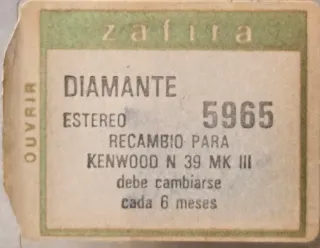 zafira
OUVRIR
DIAMANTE
ESTEREO 5965
RECAMBIO PARA
KENWOOD N 39 MK III
debe cambiarse
cada 6 meses